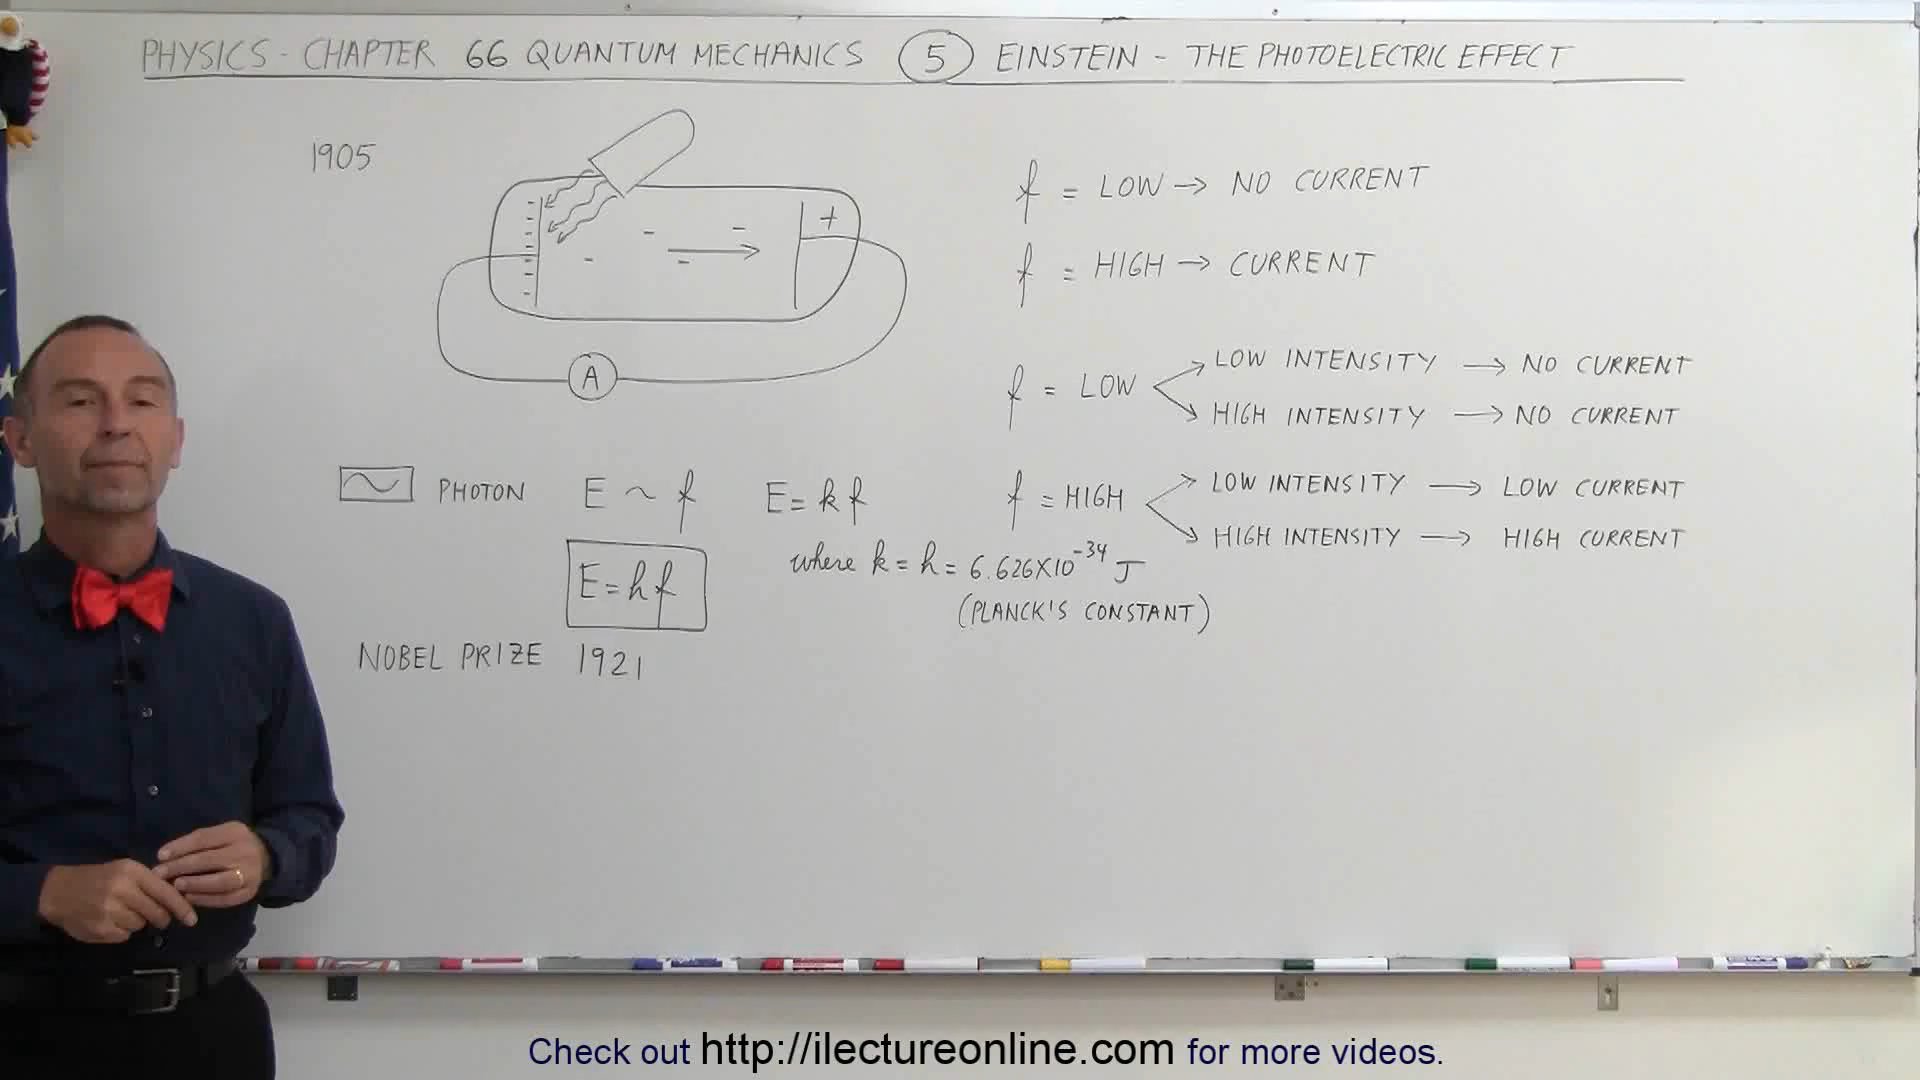 PHYSICS - CHAPTER 66 QUANTUM MECHANICS 5 EINSTEIN - THE PHOTOELECTRIC EFFECT
1905
+
A
f = LOW → NO CURRENT
f = HIGH → CURRENT
f = LOW
LOW INTENSITY → NO CURRENT
HIGH INTENSITY → NO CURRENT
PHOTON E ~ f E = k f
f = HIGH
LOW INTENSITY → LOW CURRENT
HIGH INTENSITY → HIGH CURRENT
E = h f
where k = h = 6.626X10⁻³⁴ J
(PLANCK'S CONSTANT)
NOBEL PRIZE 1921
Check out http://ilectureonline.com for more videos.